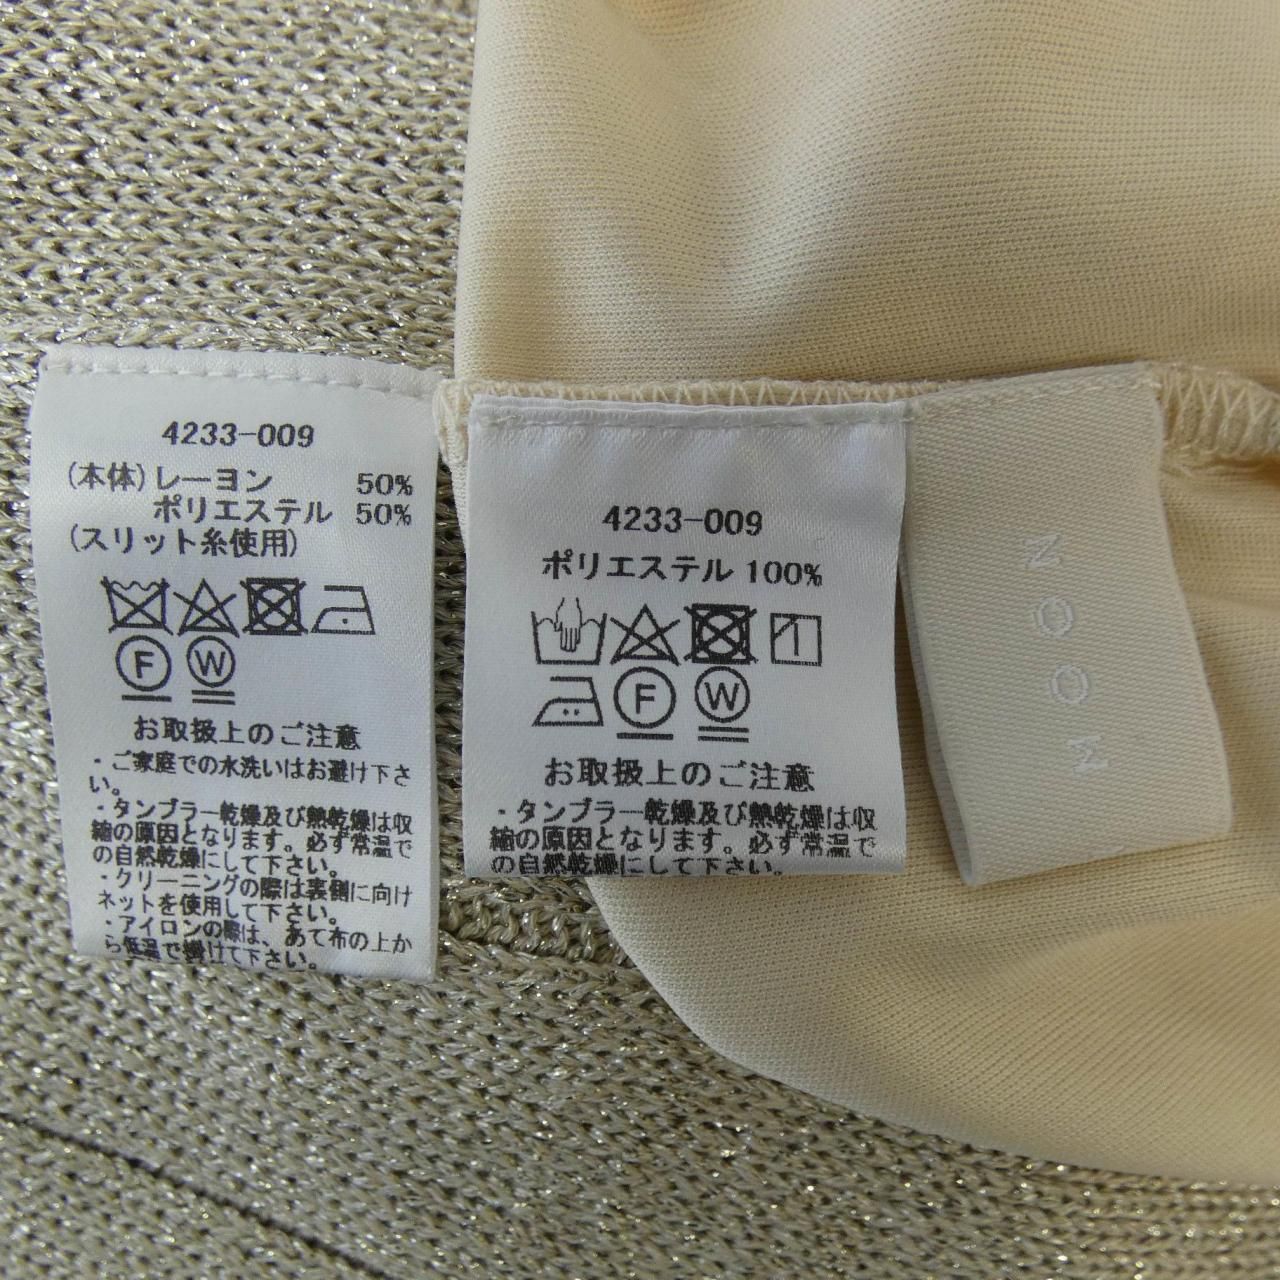 4233-009
(本体)レーヨン 50%
ポリエステル 50%
(スリット糸使用)
F W
お取扱上のご注意
・ご家庭での水洗いはお避け下さ
い。
・タンブラー乾燥及び熱乾燥は収
縮の原因となります。必ず常温で
の自然乾燥にして下さい。
・クリーニングの際は裏側に向け
ネットを使用して下さい。
・アイロンの際は、あて布の上か
ら低温で掛けて下さい。
4233-009
ポリエステル 100%
F W
お取扱上のご注意
・タンブラー乾燥及び熱乾燥は収
縮の原因となります。必ず常温で
の自然乾燥にして下さい。